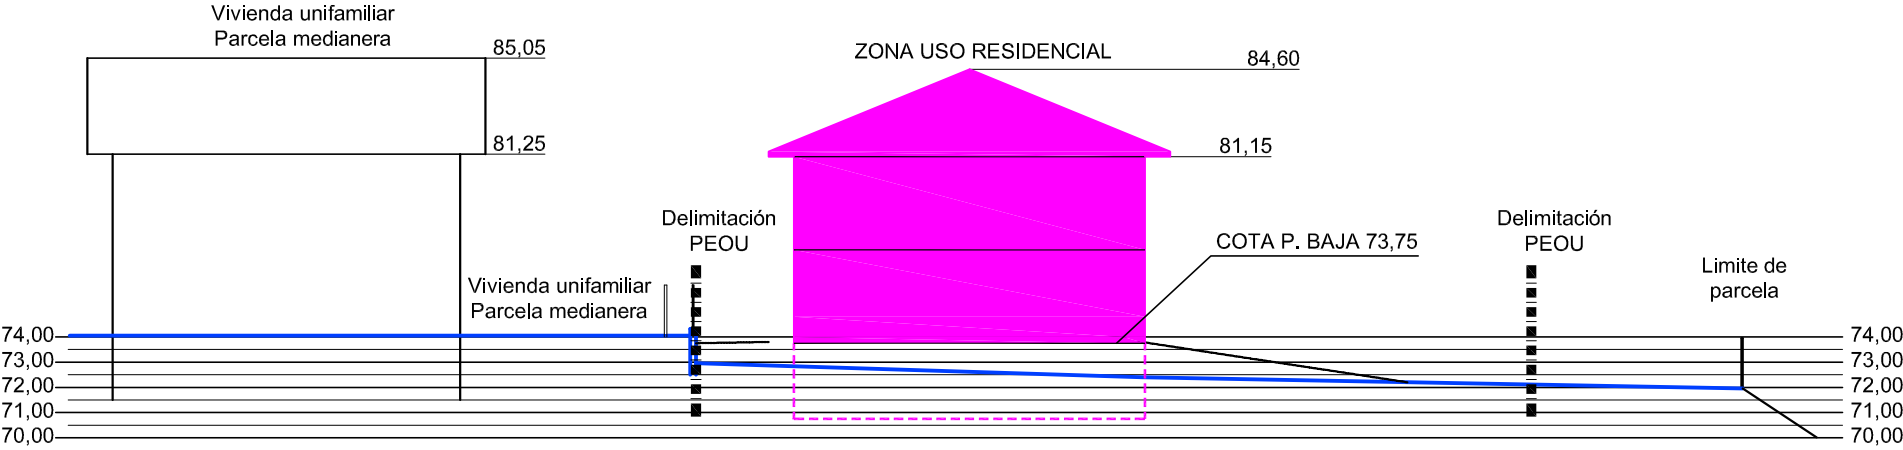 Vivienda unifamiliar
Parcela medianera
85,05
81,25
ZONA USO RESIDENCIAL
84,60
81,15
Delimitación
PEOU
COTA P. BAJA 73,75
Delimitación
PEOU
Limite de
parcela
Vivienda unifamiliar
Parcela medianera
74,00
73,00
72,00
71,00
70,00
74,00
73,00
72,00
71,00
70,00